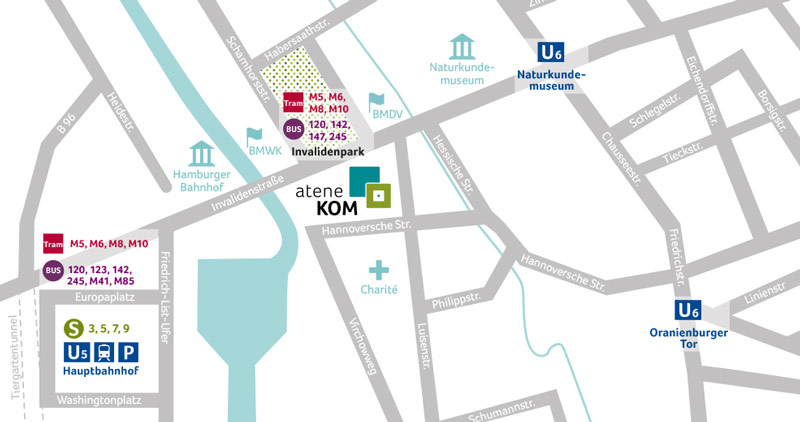 Habersaathstr.
Scharnhorststr.
Heidestr.
B 96
Naturkunde-
museum
U6
Naturkunde-
museum
Eichendorffstr.
Borsigstr.
Schlegelstr.
Tieckstr.
Chausseestr.
Tram M5, M6,
M8, M10
BUS 120, 142,
147, 245
Invalidenpark
BMDV
BMWK
Hamburger
Bahnhof
Invalidenstraße
atene
KOM
Hessische Str.
Hannoversche Str.
Hannoversche Str.
Friedrichstr.
Tram M5, M6, M8, M10
BUS 120, 123, 142,
245, M41, M85
Europaplatz
Friedrich-List-Ufer
Charité
Philippstr.
Linienstr
U6
Oranienburger
Tor
Tiergartentunnel
S 3, 5, 7, 9
U5 P
Hauptbahnhof
Washingtonplatz
Virchowweg
Luisenstr.
Schumannstr.